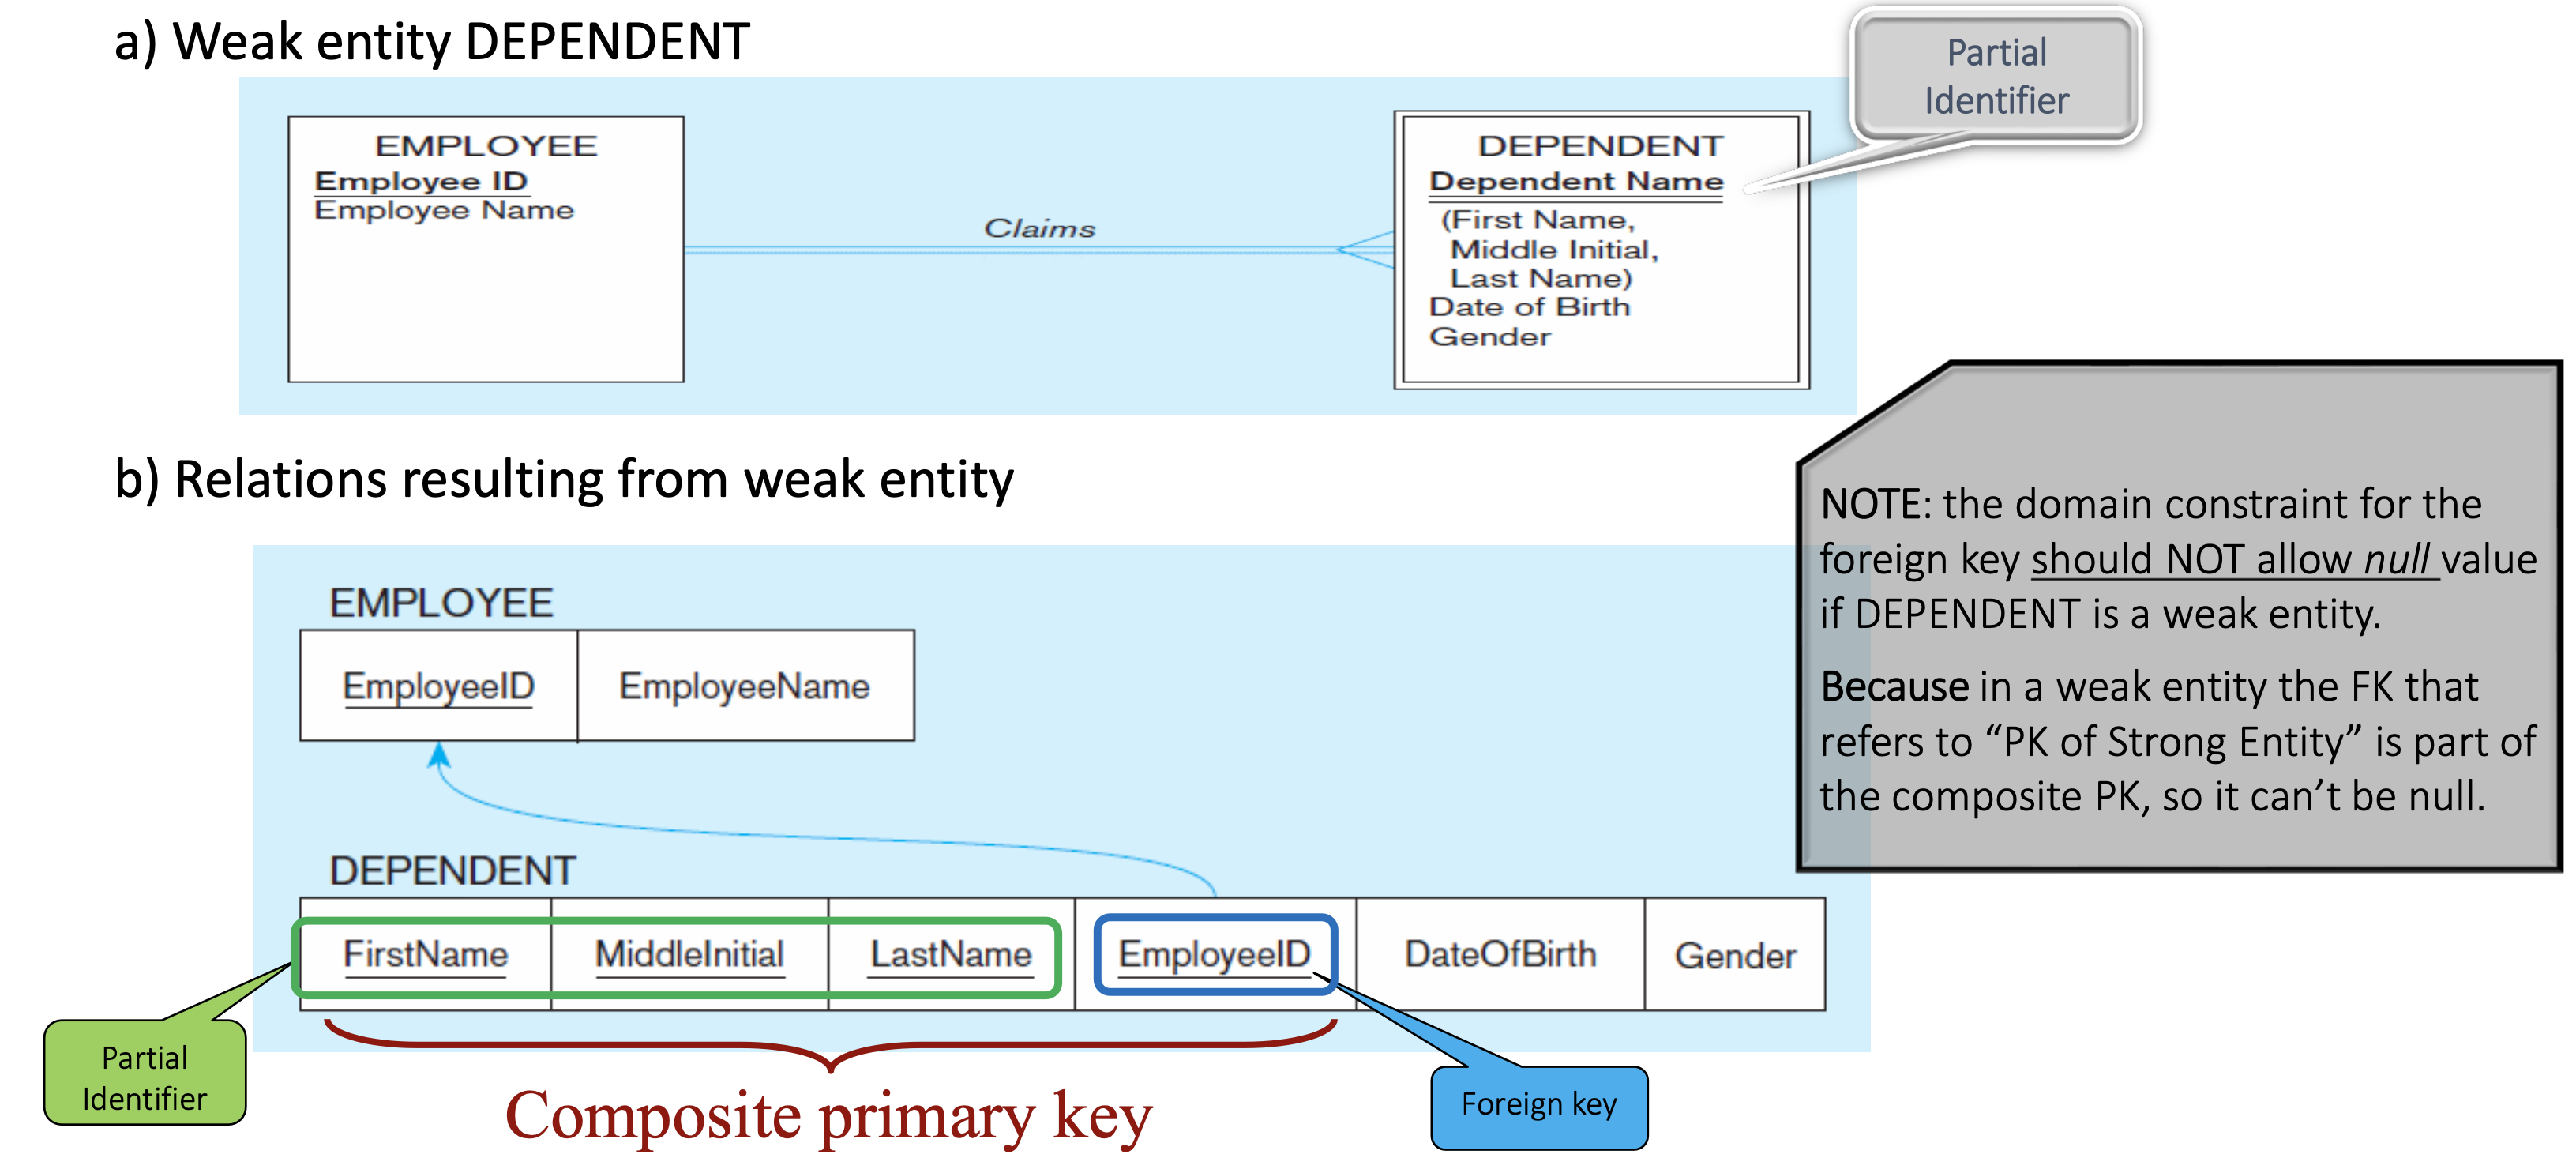 a) Weak entity DEPENDENT
Partial
Identifier
EMPLOYEE
Employee ID
Employee Name
Claims
DEPENDENT
Dependent Name
(First Name,
Middle Initial,
Last Name)
Date of Birth
Gender
b) Relations resulting from weak entity
NOTE: the domain constraint for the
foreign key should NOT allow null value
if DEPENDENT is a weak entity.
Because in a weak entity the FK that
refers to “PK of Strong Entity” is part of
the composite PK, so it can’t be null.
EMPLOYEE
EmployeeID EmployeeName
DEPENDENT
FirstName MiddleInitial LastName EmployeeID DateOfBirth Gender
Partial
Identifier
Composite primary key
Foreign key